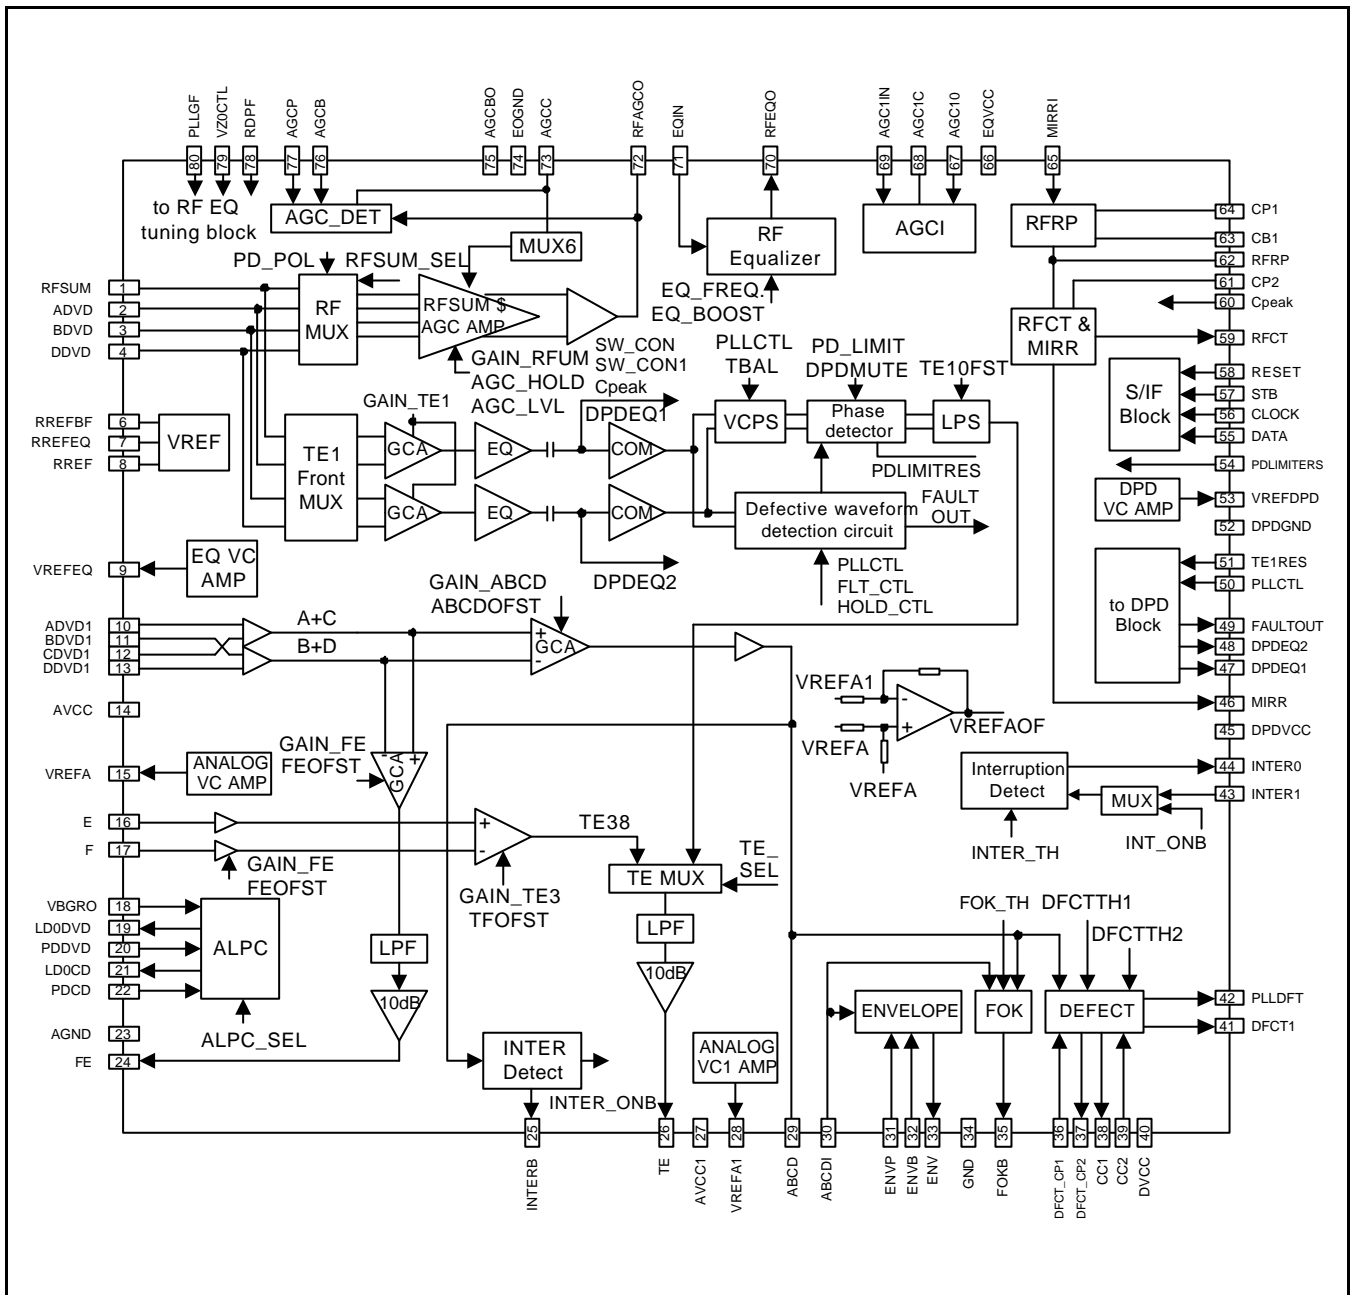 PLLGF
VZ0CTL
RDPF
AGCP
AGCB
AGCBO
EOGND
AGCC
RFAGCO
EQIN
RFEQO
AGC1IN
AGC1C
AGC10
EQVCC
MIRRI
80
79
78
77
76
75
74
73
72
71
70
69
68
67
66
65
to RF EQ
tuning block
AGC_DET
MUX6
RF
Equalizer
AGCI
RFRP
64 CP1
63 CB1
62 RFRP
61 CP2
60 Cpeak
59 RFCT
58 RESET
57 STB
56 CLOCK
55 DATA
54 PDLIMITERS
53 VREFDPD
52 DPDGND
51 TE1RES
50 PLLCTL
49 FAULTOUT
48 DPDEQ2
47 DPDEQ1
46 MIRR
45 DPDVCC
44 INTER0
43 INTER1
42 PLLDFT
41 DFCT1
PD_POL
RFSUM_SEL
RFSUM 1
ADVD 2
BDVD 3
DDVD 4
RF
MUX
RFSUM $
AGC AMP
EQ_FREQ.
EQ_BOOST
RFCT &
MIRR
GAIN_RFUM
AGC_HOLD
AGC_LVL
SW_CON
SW_CON1
Cpeak
DPDEQ1
PLLCTL
TBAL
PD_LIMIT
DPDMUTE
TE10FST
S/IF
Block
RREFBF 6
RREFEQ 7
RREF 8
VREF
TE1
Front
MUX
GAIN_TE1
GCA
EQ
COM
VCPS
Phase
detector
LPS
PDLIMITRES
GCA
EQ
COM
Defective waveform
detection circuit
FAULT
OUT
DPD
VC AMP
VREFEQ 9
EQ VC
AMP
DPDEQ2
PLLCTL
FLT_CTL
HOLD_CTL
to DPD
Block
GAIN_ABCD
ABCDOFST
ADVD1 10
BDVD1 11
CDVD1 12
DDVD1 13
A+C
B+D
+
GCA
-
AVCC 14
VREFA1
-
+
VREFA
VREFAOF
VREFA
VREFA 15
ANALOG
VC AMP
GAIN_FE
FEOFST
- +
GCA
Interruption
Detect
MUX
INTER_TH
INT_ONB
E 16
F 17
GAIN_FE
FEOFST
+
-
TE38
GAIN_TE3
TFOFST
TE MUX
TE_
SEL
VBGRO 18
LD0DVD 19
PDDVD 20
LD0CD 21
PDCD 22
ALPC
ALPC_SEL
AGND 23
FE 24
LPF
10dB
LPF
10dB
FOK_TH
DFCTTH1
DFCTTH2
ENVELOPE
FOK
DEFECT
INTER
Detect
INTER_ONB
ANALOG
VC1 AMP
25
26
27
28
29
30
31
32
33
34
35
36
37
38
39
40
INTERB
TE
AVCC1
VREFA1
ABCD
ABCDI
ENVP
ENVB
ENV
GND
FOKB
DFCT_CP1
DFCT_CP2
CC1
CC2
DVCC